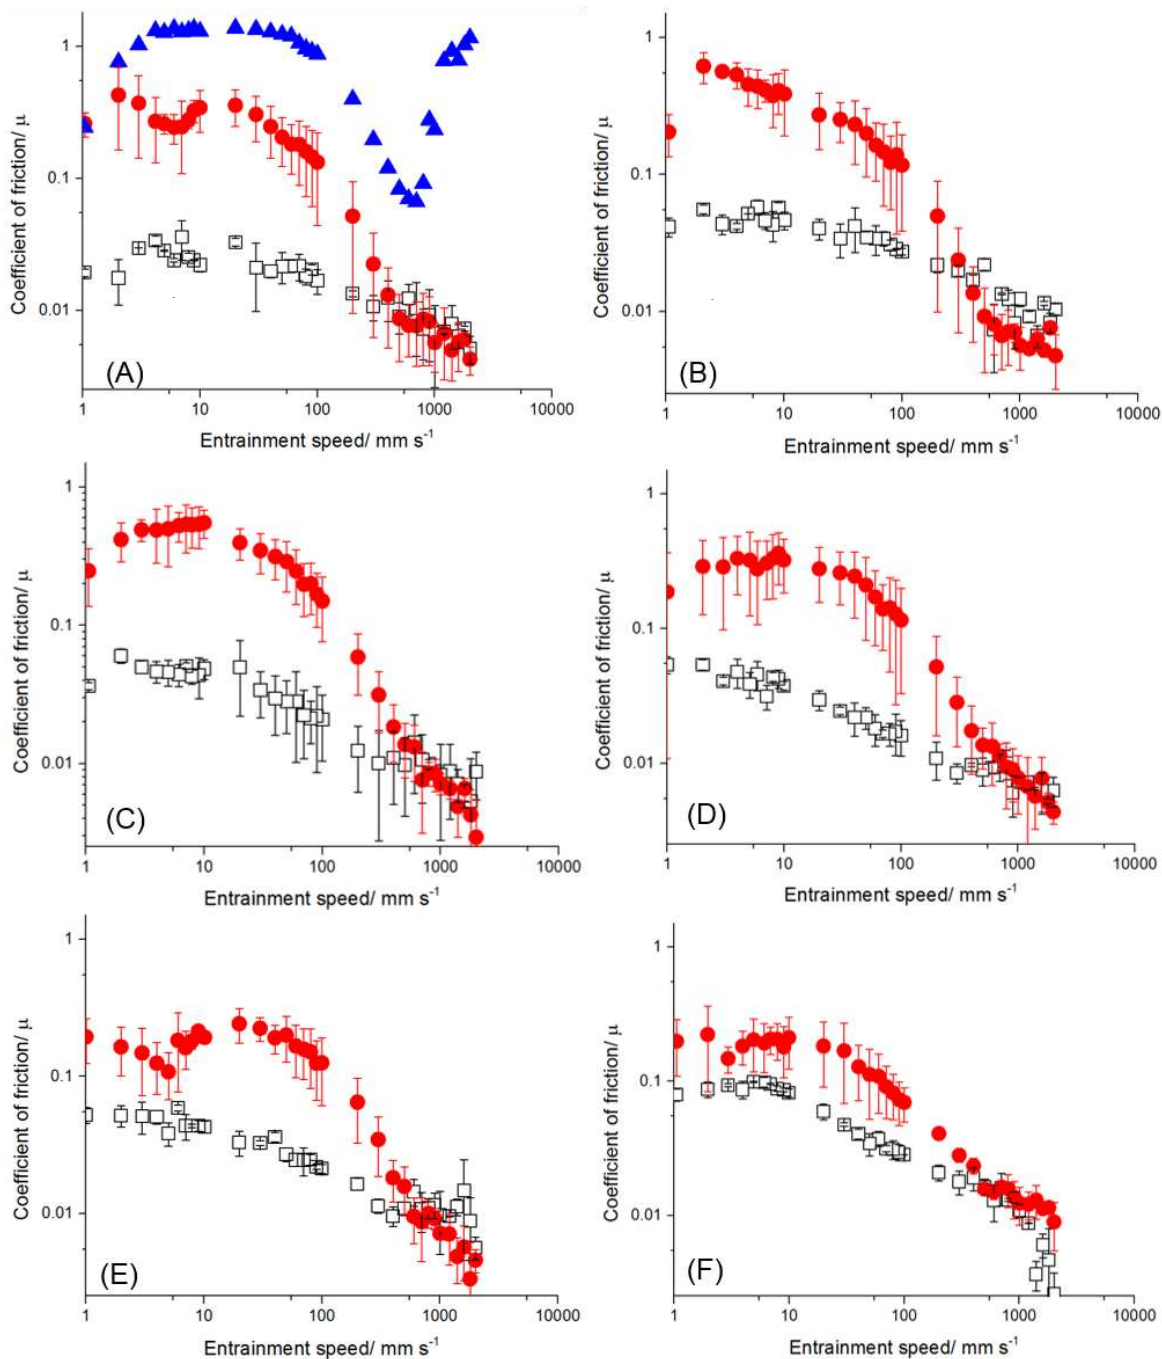 1
0.1
0.01
Coefficient of friction/ μ
(A)
1
10
100
1000
10000
Entrainment speed/ mm s⁻¹
1
0.1
0.01
Coefficient of friction/ μ
(B)
1
10
100
1000
10000
Entrainment speed/ mm s⁻¹
1
0.1
0.01
Coefficient of friction/ μ
(C)
1
10
100
1000
10000
Entrainment speed/ mm s⁻¹
1
0.1
0.01
Coefficient of friction/ μ
(D)
1
10
100
1000
10000
Entrainment speed/ mm s⁻¹
1
0.1
0.01
Coefficient of friction/ μ
(E)
1
10
100
1000
10000
Entrainment speed/ mm s⁻¹
1
0.1
0.01
Coefficient of friction/ μ
(F)
1
10
100
1000
10000
Entrainment speed/ mm s⁻¹